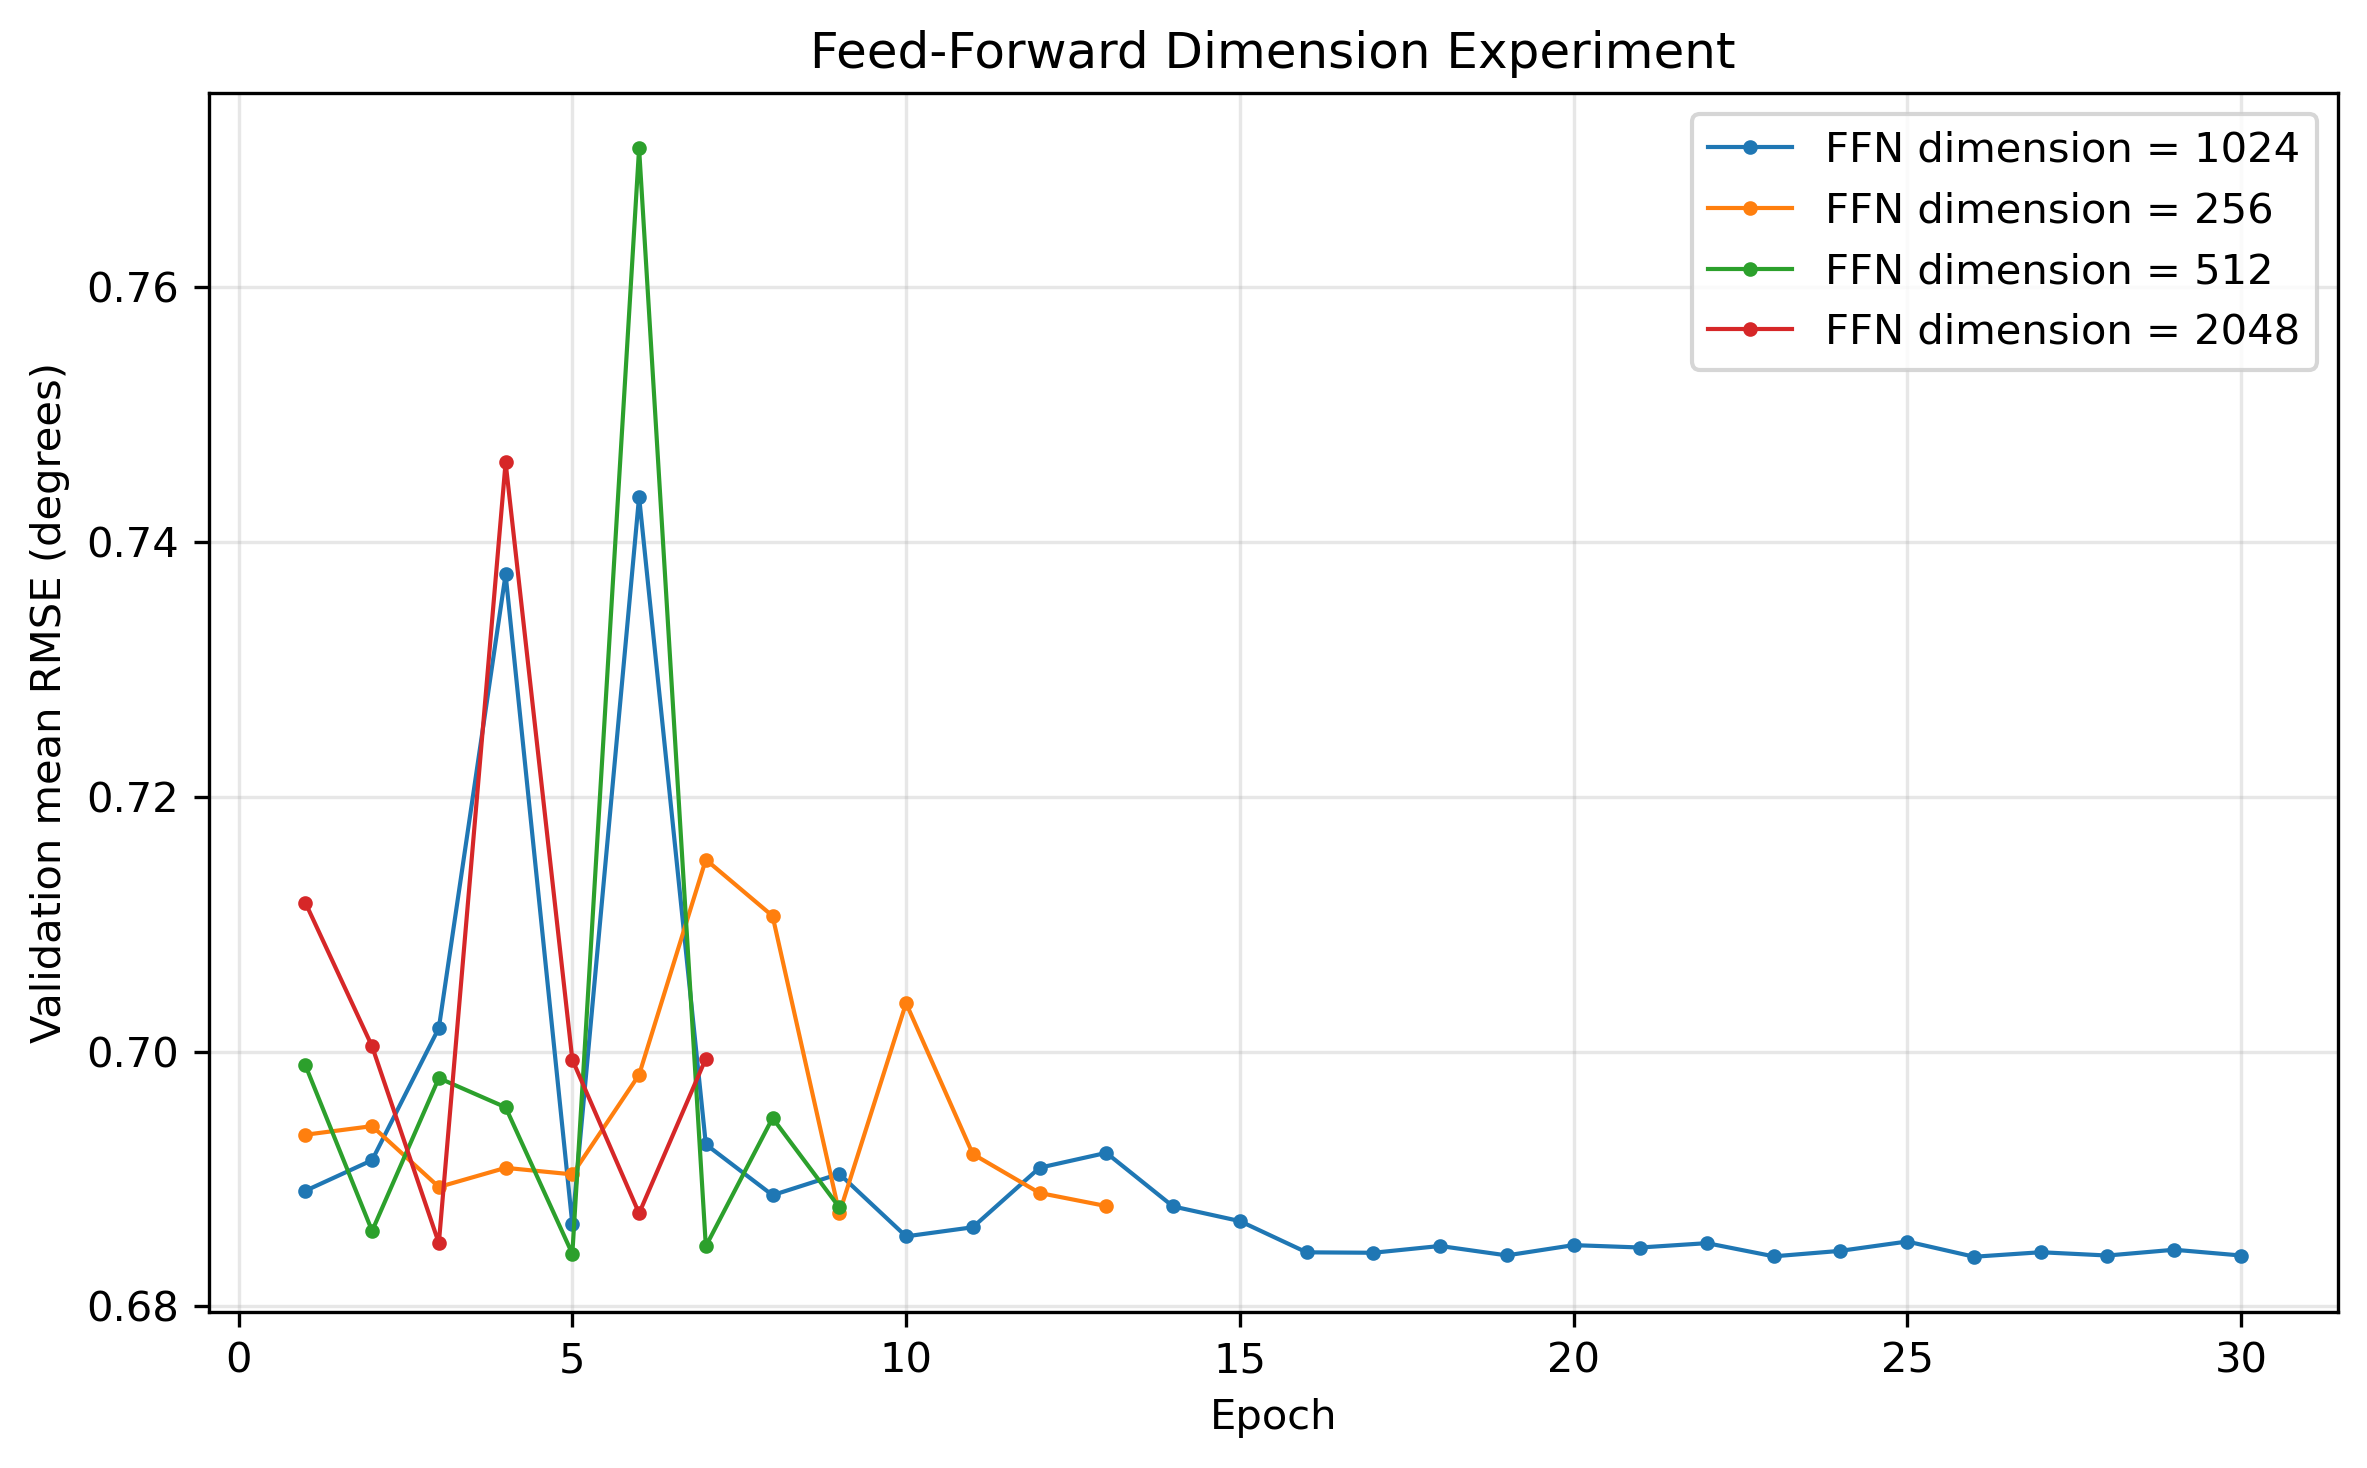 Feed-Forward Dimension Experiment
FFN dimension = 1024
FFN dimension = 256
FFN dimension = 512
FFN dimension = 2048
Validation mean RMSE (degrees)
0.76
0.74
0.72
0.70
0.68
0 5 10 15 20 25 30
Epoch